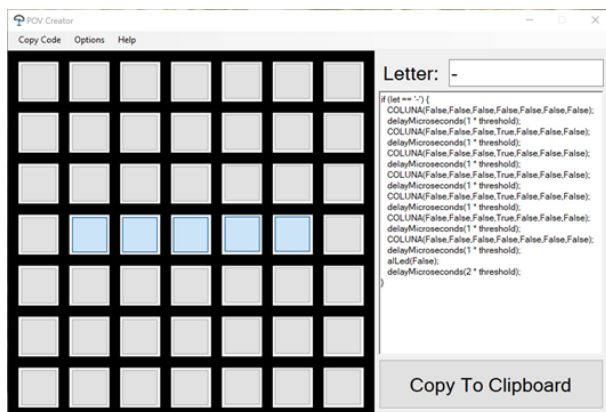 POV Creator
Copy Code Options Help
Letter: -
if (let == '-') {
COLUNA(False,False,False,False,False,False,False);
delayMicroseconds(1 * threshold);
COLUNA(False,False,False,True,False,False,False);
delayMicroseconds(1 * threshold);
COLUNA(False,False,False,True,False,False,False);
delayMicroseconds(1 * threshold);
COLUNA(False,False,False,True,False,False,False);
delayMicroseconds(1 * threshold);
COLUNA(False,False,False,True,False,False,False);
delayMicroseconds(1 * threshold);
COLUNA(False,False,False,True,False,False,False);
delayMicroseconds(1 * threshold);
COLUNA(False,False,False,False,False,False,False);
delayMicroseconds(1 * threshold);
alLed(False);
delayMicroseconds(2 * threshold);
}
Copy To Clipboard